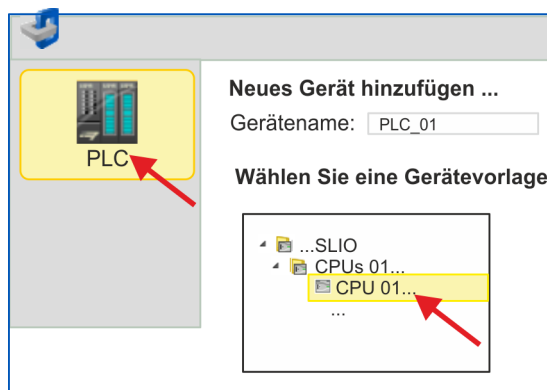 Neues Gerät hinzufügen ...
Gerätename: PLC_01
PLC
Wählen Sie eine Gerätevorlage
...SLIO
CPUs 01...
CPU 01...
...